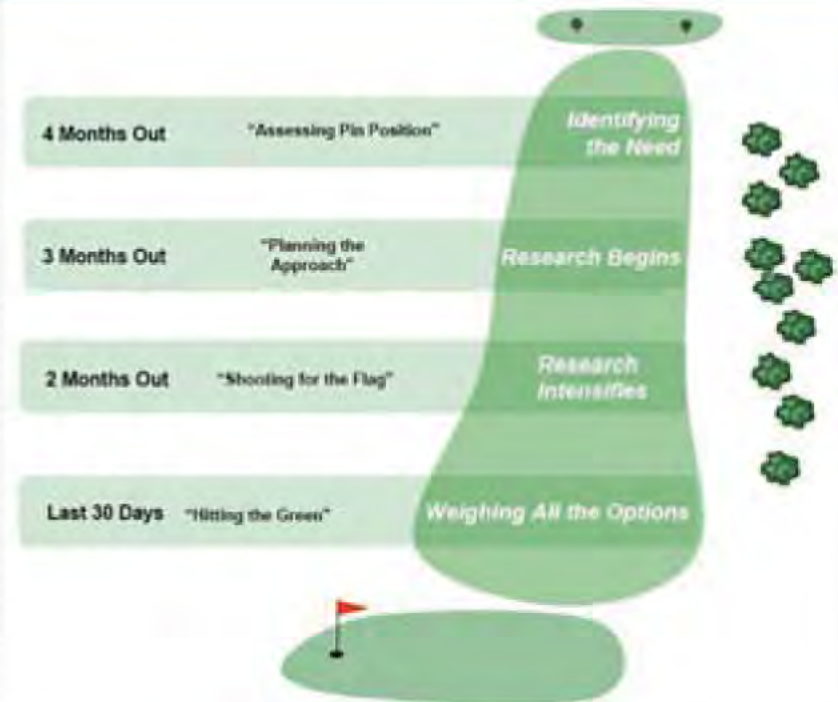 4 Months Out
"Assessing Pin Position"
Identifying
the Need
3 Months Out
"Planning the
Approach"
Research Begins
2 Months Out
"Shooting for the Flag"
Research
Intensifies
Last 30 Days
"Hitting the Green"
Weighing All the Options